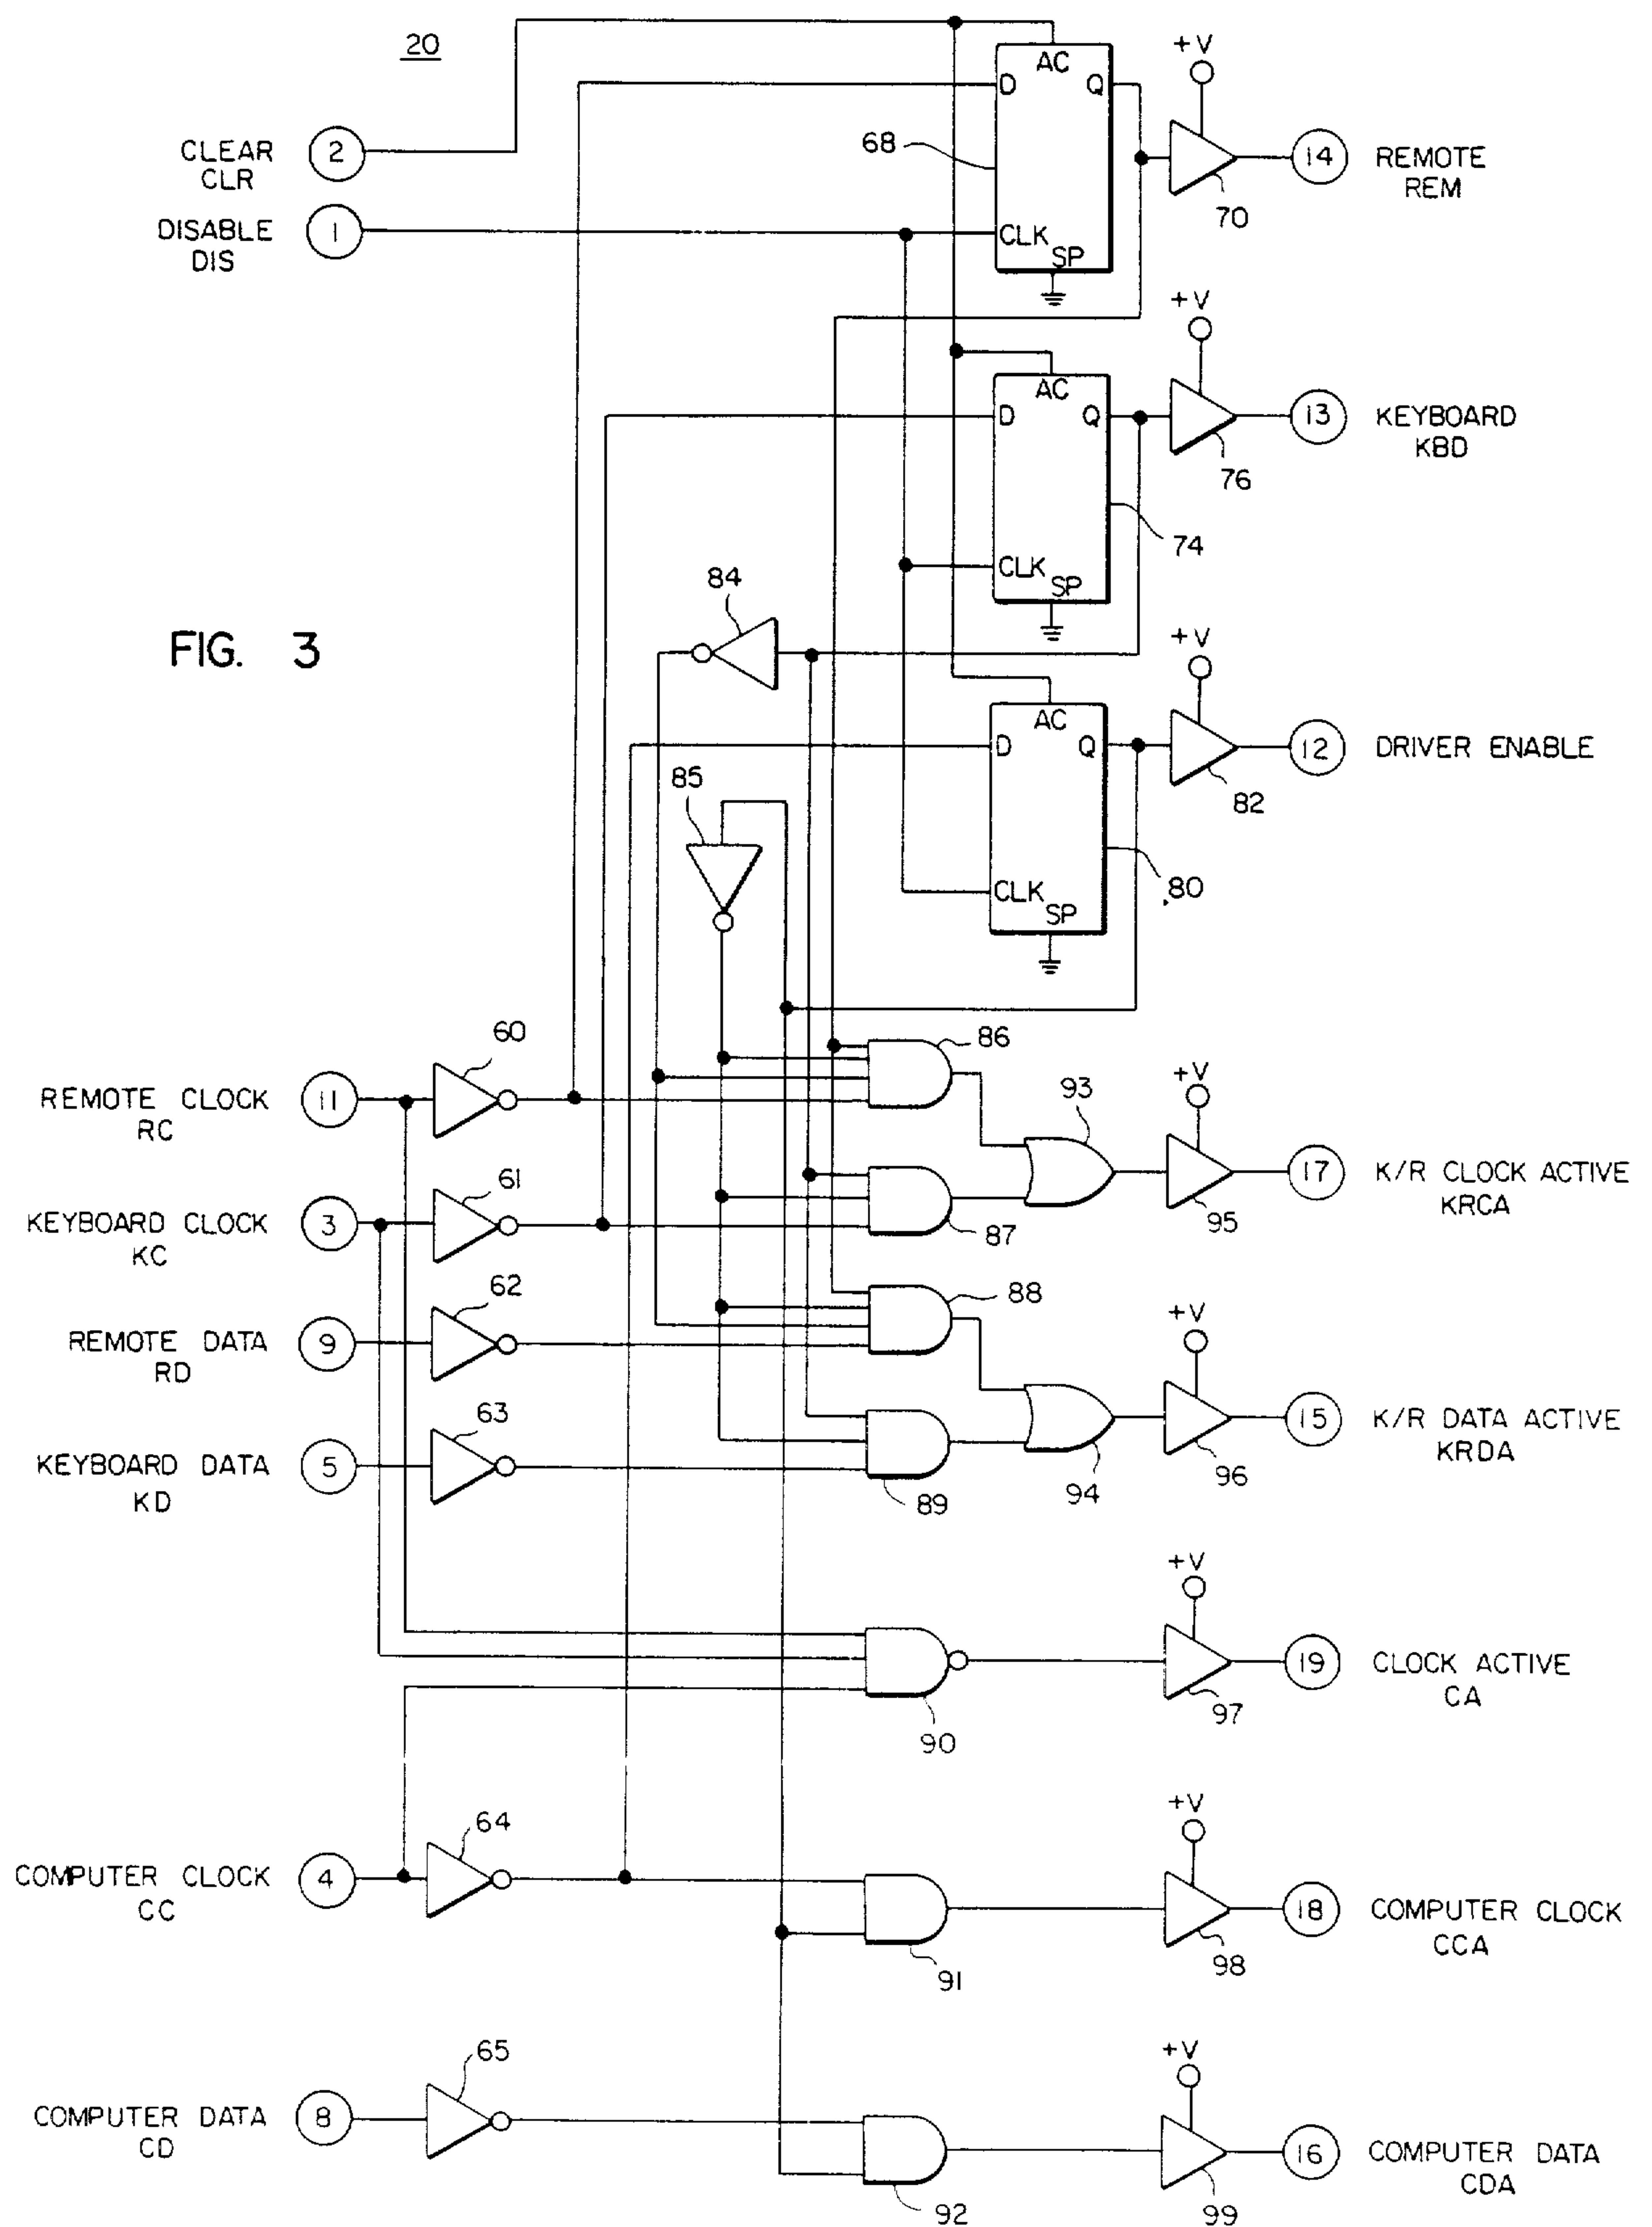 20
CLEAR
CLR
2
DISABLE
DIS
1
AC
D
Q
CLK
SP
68
+V
70
14
REMOTE
REM
AC
D
Q
CLK
SP
74
+V
76
13
KEYBOARD
KBD
FIG. 3
84
AC
D
Q
CLK
SP
80
+V
82
12
DRIVER ENABLE
85
REMOTE CLOCK
RC
11
60
86
93
+V
95
17
K/R CLOCK ACTIVE
KRCA
KEYBOARD CLOCK
KC
3
61
87
REMOTE DATA
RD
9
62
88
+V
KEYBOARD DATA
KD
5
63
89
94
96
15
K/R DATA ACTIVE
KRDA
+V
90
97
19
CLOCK ACTIVE
CA
COMPUTER CLOCK
CC
4
64
91
+V
98
18
COMPUTER CLOCK
CCA
COMPUTER DATA
CD
8
65
92
+V
99
16
COMPUTER DATA
CDA